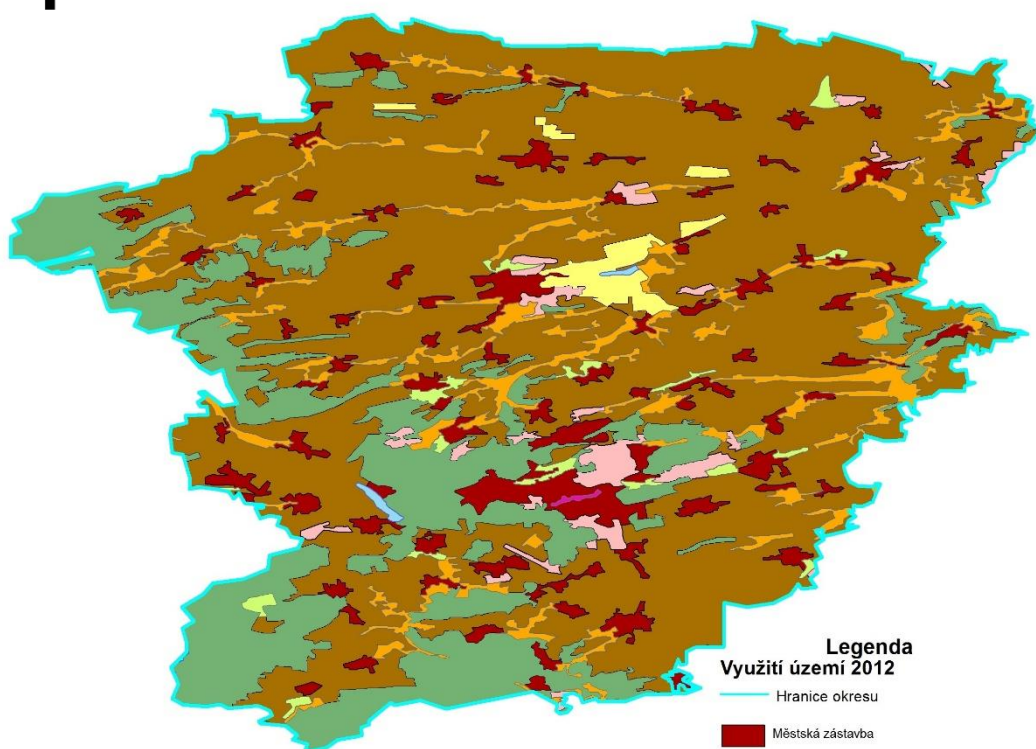 Legenda
Využití území 2012
Hranice okresu
Městská zástavba